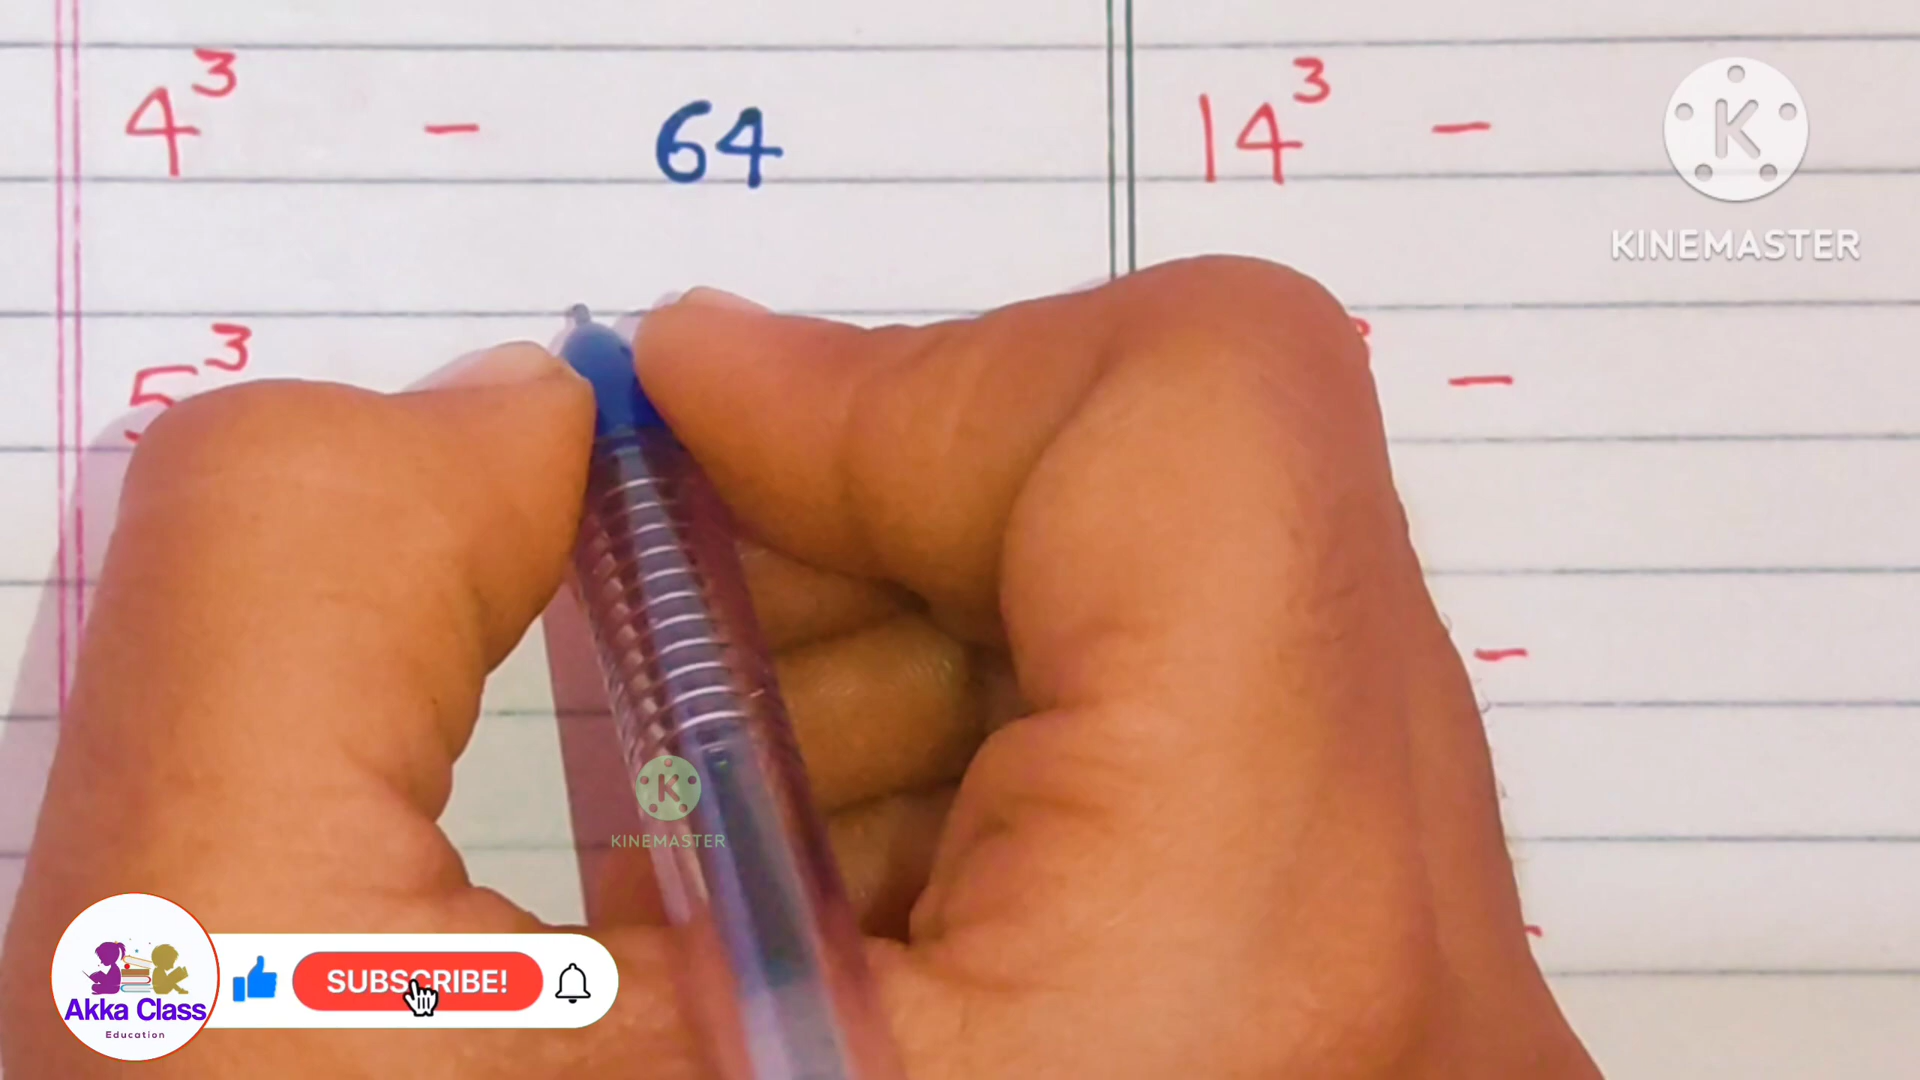 4³ - 64
14³ -
5³
-
-
KINEMASTER
KINEMASTER
SUBSCRIBE!
Akka Class
Education